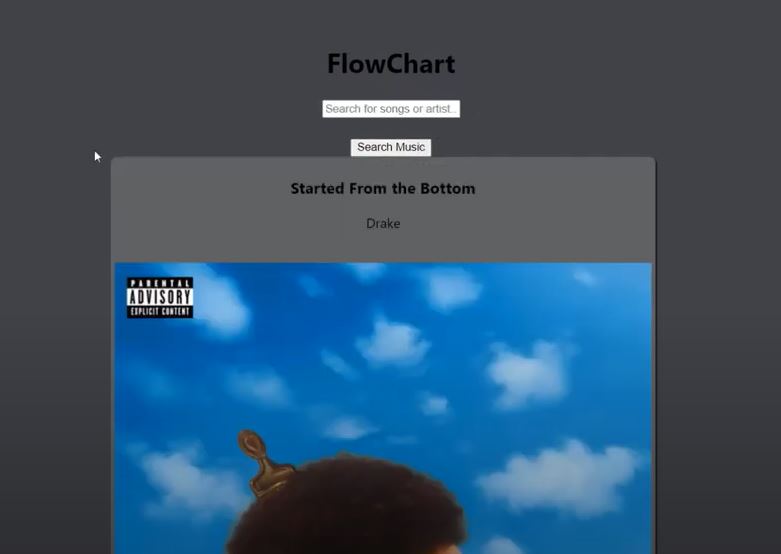 FlowChart
Search for songs or artist..
Search Music
Started From the Bottom
Drake
PARENTAL
ADVISORY
EXPLICIT CONTENT